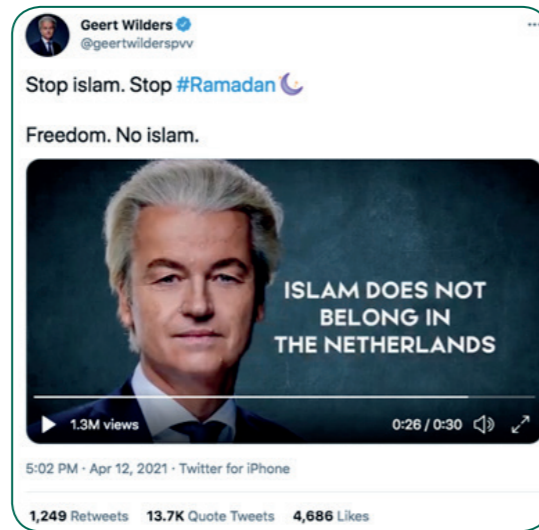 Geert Wilders
@geertwilderspvv
Stop islam. Stop #Ramadan
Freedom. No islam.
ISLAM DOES NOT
BELONG IN
THE NETHERLANDS
1.3M views
0:26 / 0:30
5:02 PM · Apr 12, 2021 · Twitter for iPhone
1,249 Retweets 13.7K Quote Tweets 4,686 Likes